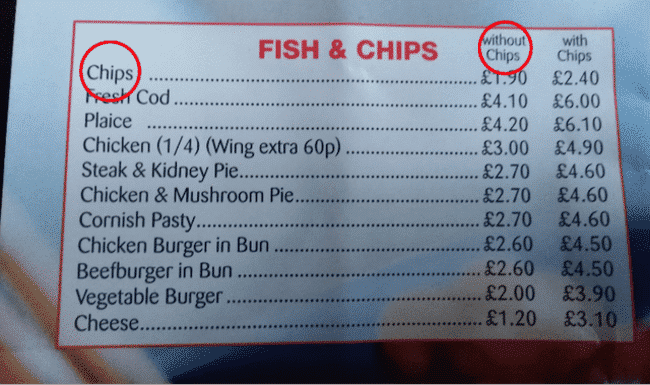 FISH & CHIPS without Chips with Chips
Chips ........................................................ £1.90 £2.40
Fresh Cod ........................................................ £4.10 £6.00
Plaice ........................................................ £4.20 £6.10
Chicken (1/4) (Wing extra 60p) ...................... £3.00 £4.90
Steak & Kidney Pie........................................ £2.70 £4.60
Chicken & Mushroom Pie.............................. £2.70 £4.60
Cornish Pasty................................................ £2.70 £4.60
Chicken Burger in Bun .................................. £2.60 £4.50
Beefburger in Bun ........................................ £2.60 £4.50
Vegetable Burger .......................................... £2.00 £3.90
Cheese.......................................................... £1.20 £3.10